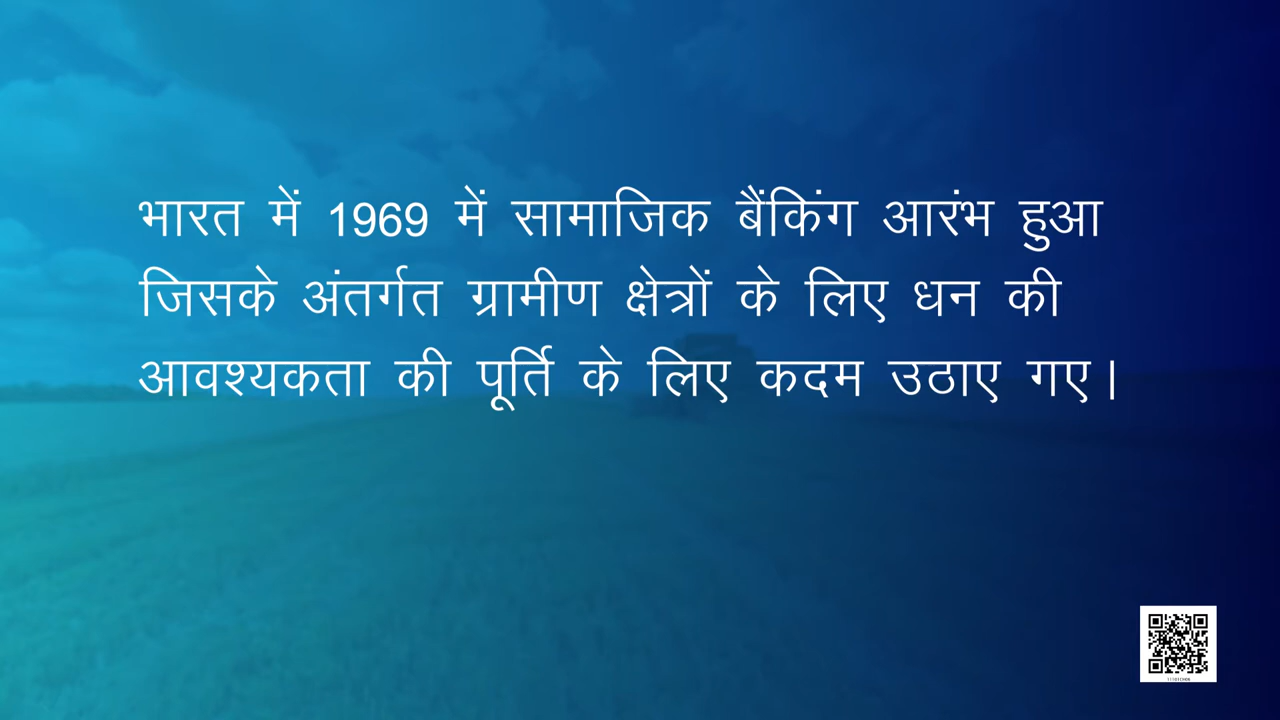 भारत में 1969 में सामाजिक बैंकिंग आरंभ हुआ
जिसके अंतर्गत ग्रामीण क्षेत्रों के लिए धन की
आवश्यकता की पूर्ति के लिए कदम उठाए गए।